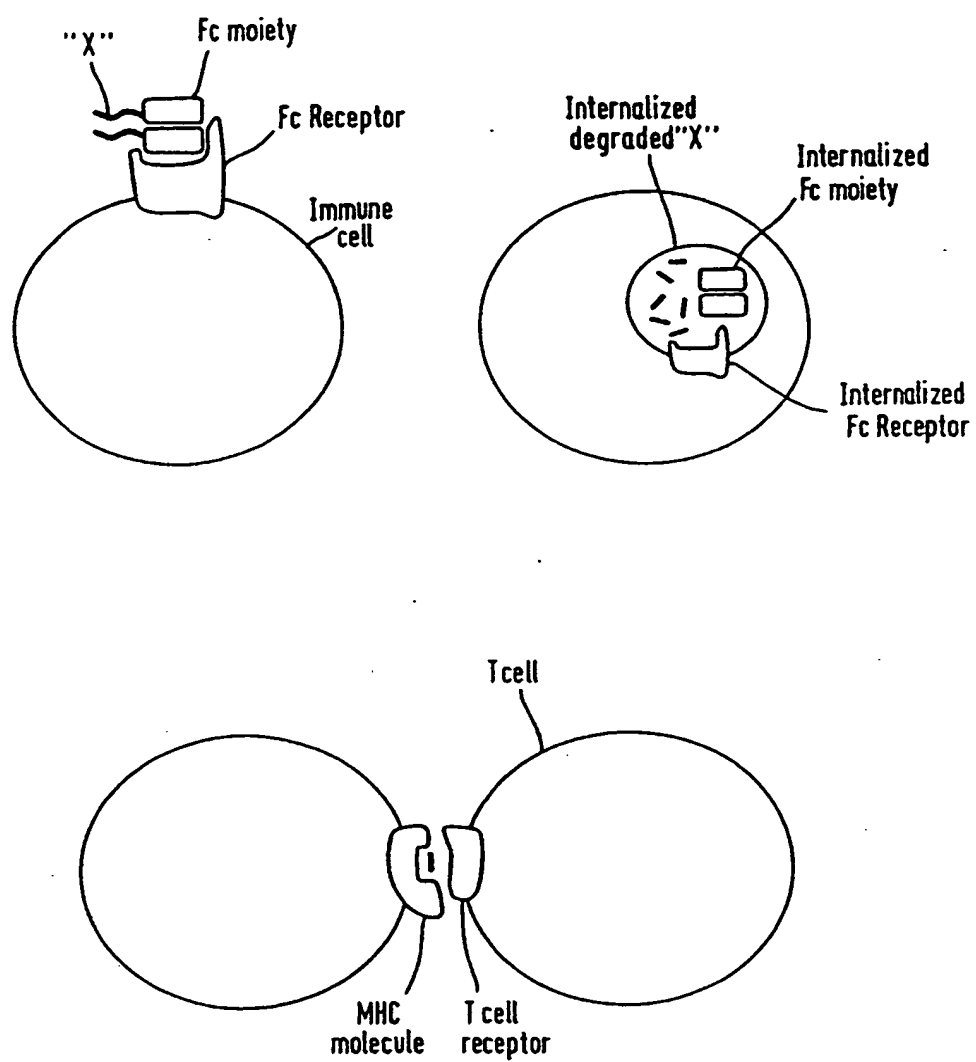 "X"
Fc moiety
Fc Receptor
Immune
cell
Internalized
degraded"X"
Internalized
Fc moiety
Internalized
Fc Receptor
T cell
MHC
molecule
T cell
receptor